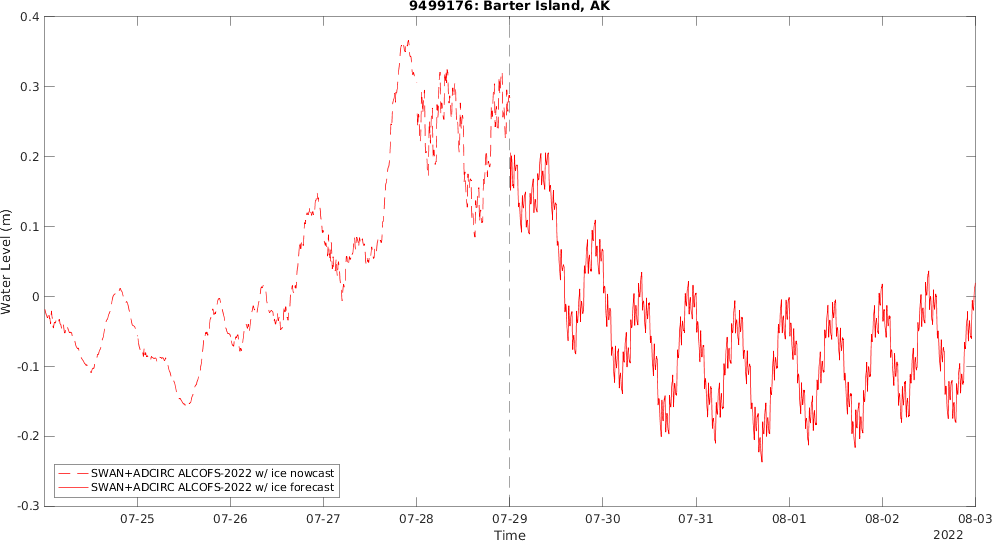 9499176: Barter Island, AK
0.4
0.3
0.2
0.1
0
-0.1
-0.2
-0.3
Water Level (m)
SWAN+ADCIRC ALCOFS-2022 w/ ice nowcast
SWAN+ADCIRC ALCOFS-2022 w/ ice forecast
07-25 07-26 07-27 07-28 07-29 07-30 07-31 08-01 08-02 08-03
Time
2022